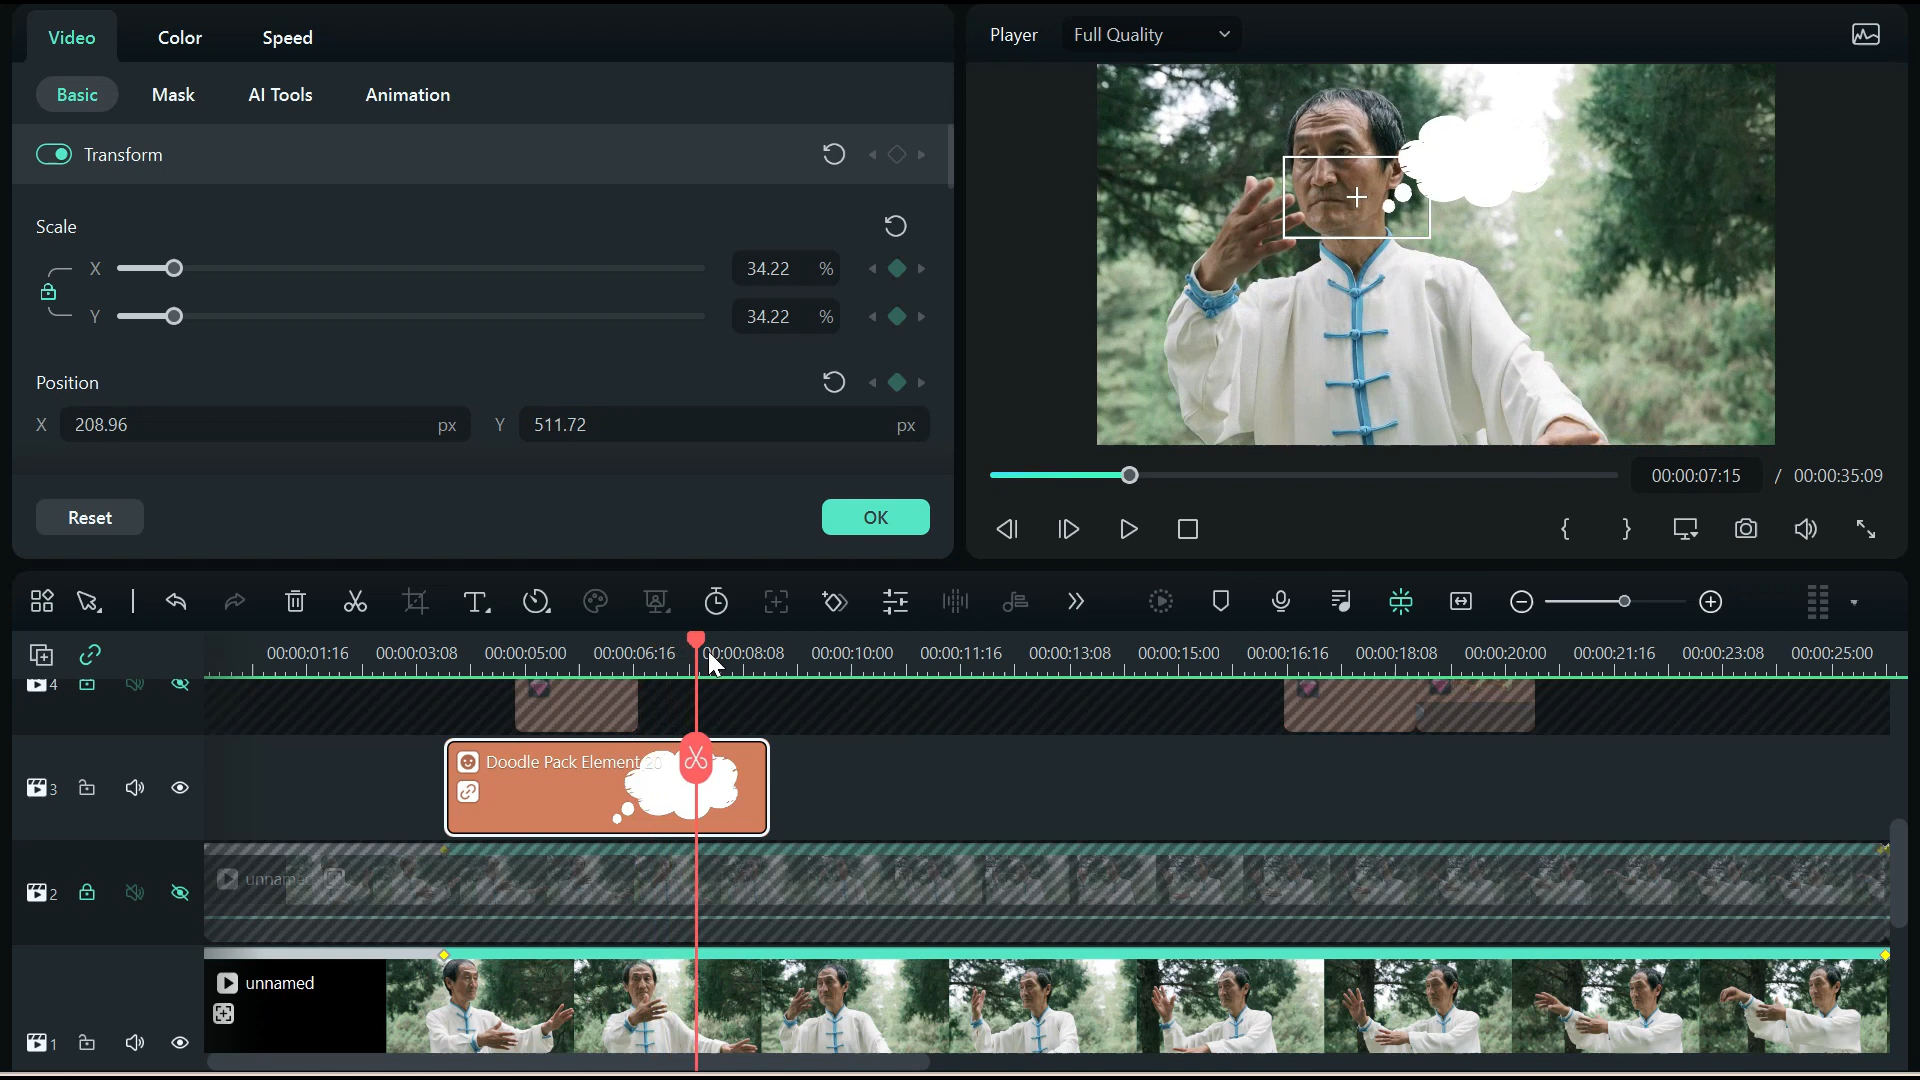 Video Color Speed
Player Full Quality
Basic Mask AI Tools Animation
Transform
Scale
X 34.22 %
Y 34.22 %
Position
X 208.96 px Y 511.72 px
00:00:07:15 / 00:00:35:09
Reset OK
{ }
00:00:01:16 00:00:03:08 00:00:05:00 00:00:06:16 00:00:08:08 00:00:10:00 00:00:11:16 00:00:13:08 00:00:15:00 00:00:16:16 00:00:18:08 00:00:20:00 00:00:21:16 00:00:23:08 00:00:25:00
4
Doodle Pack Element 20
3
unnamed
2
unnamed
1